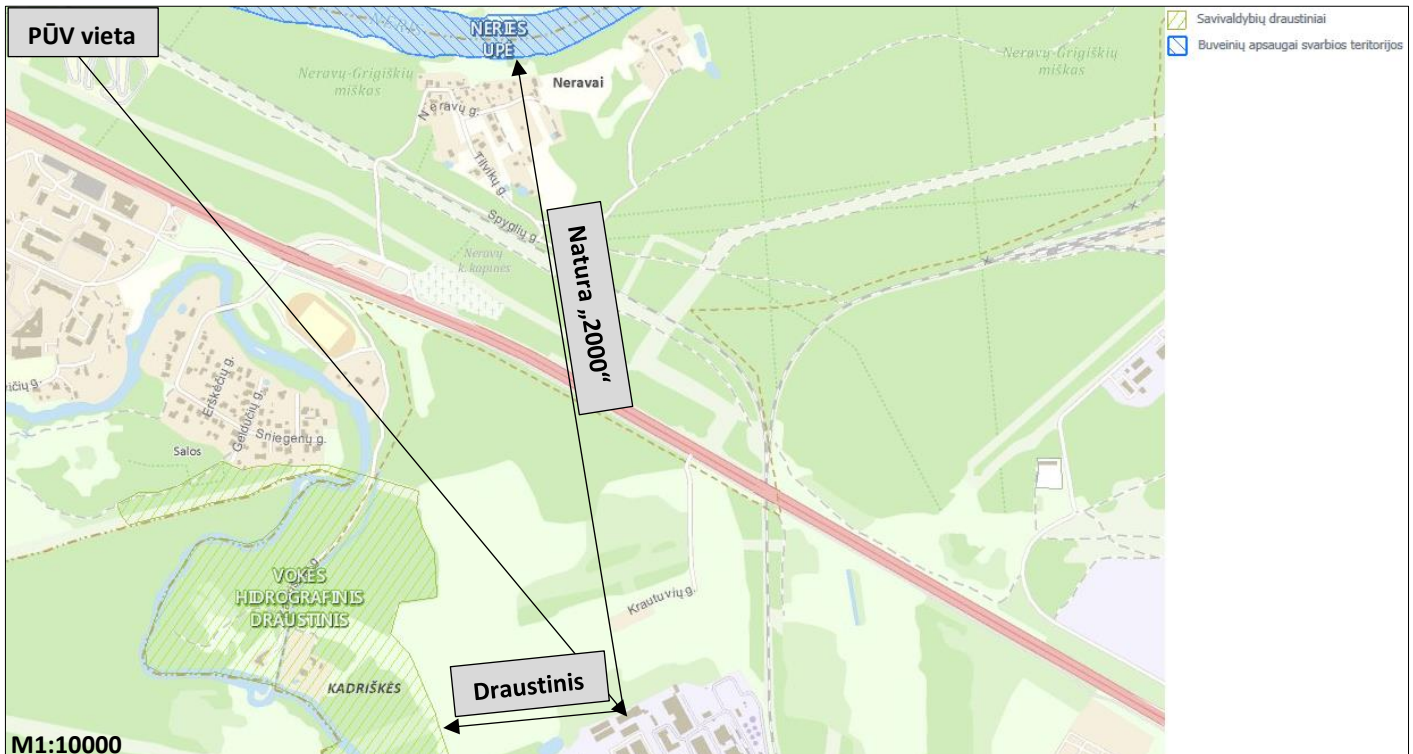 PŪV vieta
NERIES
UPĖ
Savivaldybių draustiniai
Buveinių apsaugai svarbios teritorijos
Neravų-Grigiškių
miškas
Neravai
Neravų-Grigiškių
miškas
Neravų g.
Tilvikų g.
Spyglių g.
Natura „2000“
Neravų
k. kapinės
Erškėčių g.
Geldučių g.
Sniegenų g.
Salos
VOKĖS
HIDROGRAFINIS
DRAUSTINIS
Krautuvių g.
Draustinis
KADRIŠKĖS
M1:10000